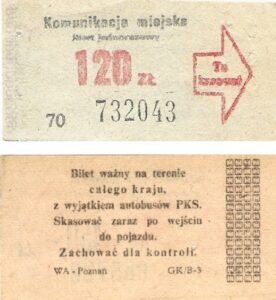 Komunikacja miejska
Bilet jednorazowy
120 zł
Tu
kasować
70 732043
Bilet ważny na terenie
całego kraju,
z wyjątkiem autobusów PKS.
Skasować zaraz po wejściu
do pojazdu.
Zachować dla kontroli.
WA - Poznań GK/B-3